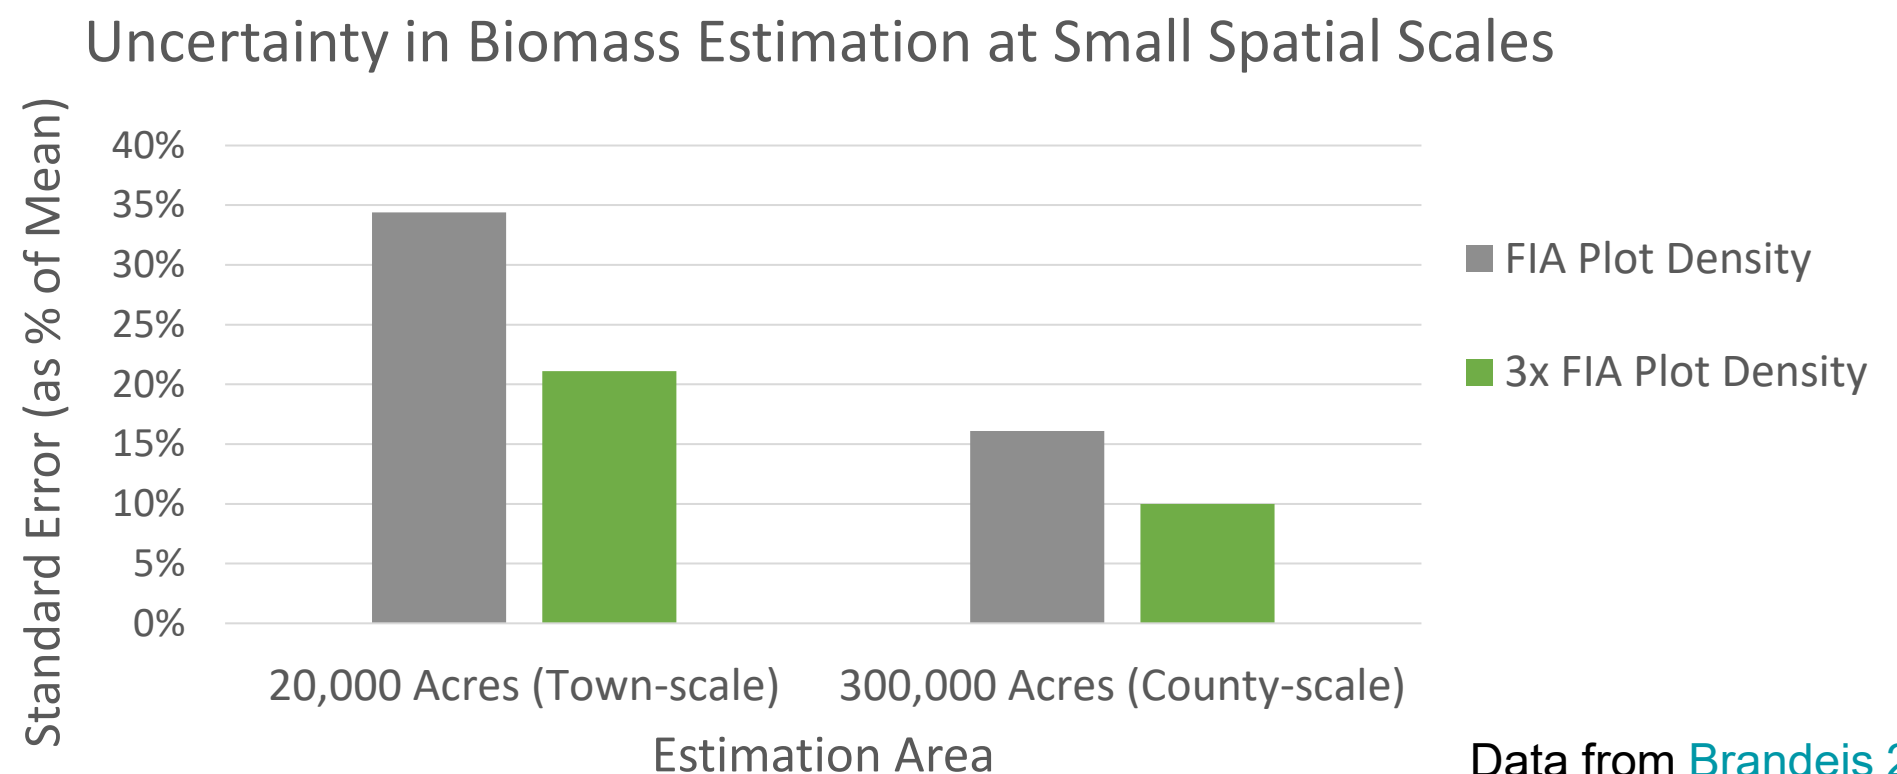 Uncertainty in Biomass Estimation at Small Spatial Scales
Standard Error (as % of Mean)
40%
35%
30%
25%
20%
15%
10%
5%
0%
20,000 Acres (Town-scale)
300,000 Acres (County-scale)
Estimation Area
FIA Plot Density
3x FIA Plot Density
Data from Brandeis